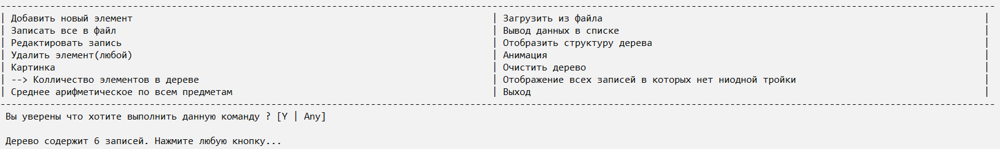 | Добавить новый элемент | Загрузить из файла |
| Записать все в файл | Вывод данных в списке |
| Редактировать запись | Отобразить структуру дерева |
| Удалить элемент(любой) | Анимация |
| Картинка | Очистить дерево |
| --> Колличество элементов в дереве | Отображение всех записей в которых нет ниодной тройки |
| Среднее арифметическое по всем предметам | Выход |
Вы уверены что хотите выполнить данную команду ? [Y | Any]
Дерево содержит 6 записей. Нажмите любую кнопку...